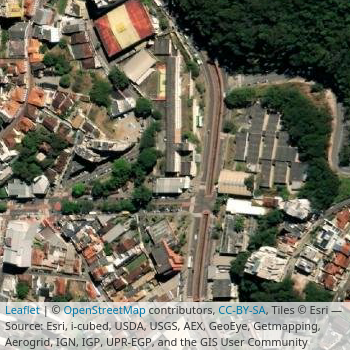 Leaflet | © OpenStreetMap contributors, CC-BY-SA, Tiles © Esri —
Source: Esri, i-cubed, USDA, USGS, AEX, GeoEye, Getmapping,
Aerogrid, IGN, IGP, UPR-EGP, and the GIS User Community